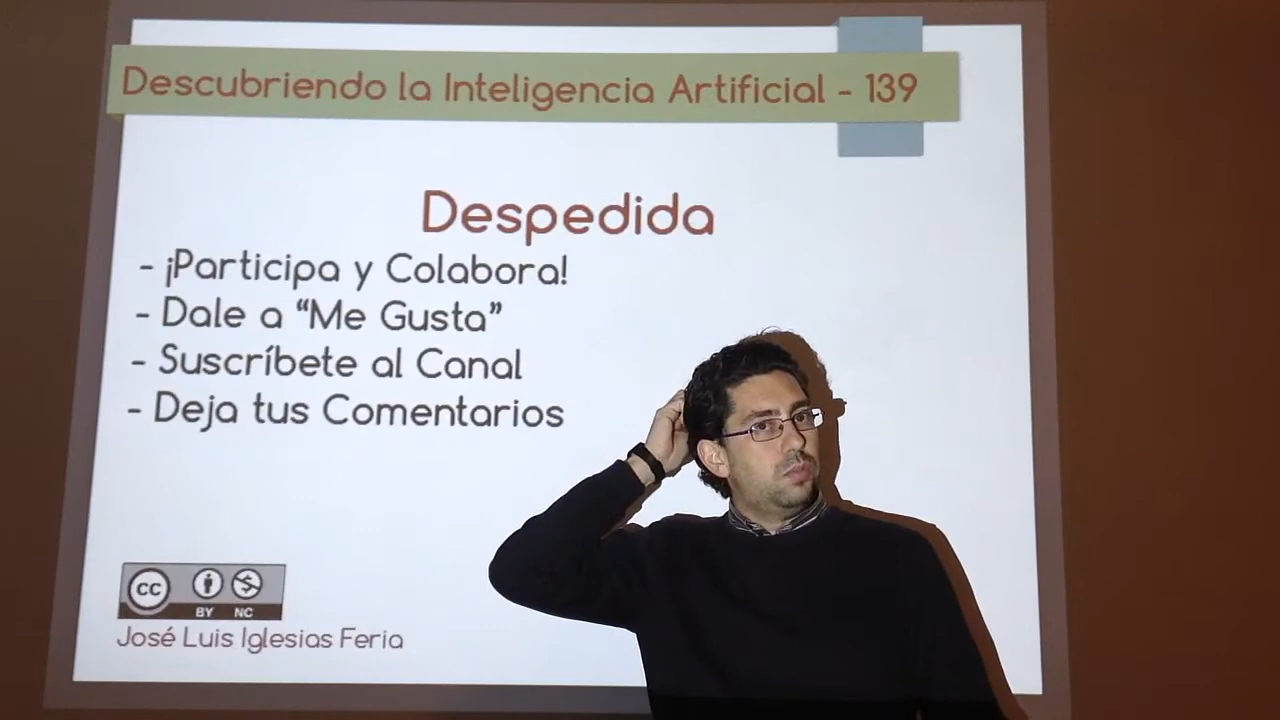 Descubriendo la Inteligencia Artificial - 139
Despedida
- ¡Participa y Colabora!
- Dale a “Me Gusta”
- Suscríbete al Canal
- Deja tus Comentarios
cc
BY NC
José Luis Iglesias Feria